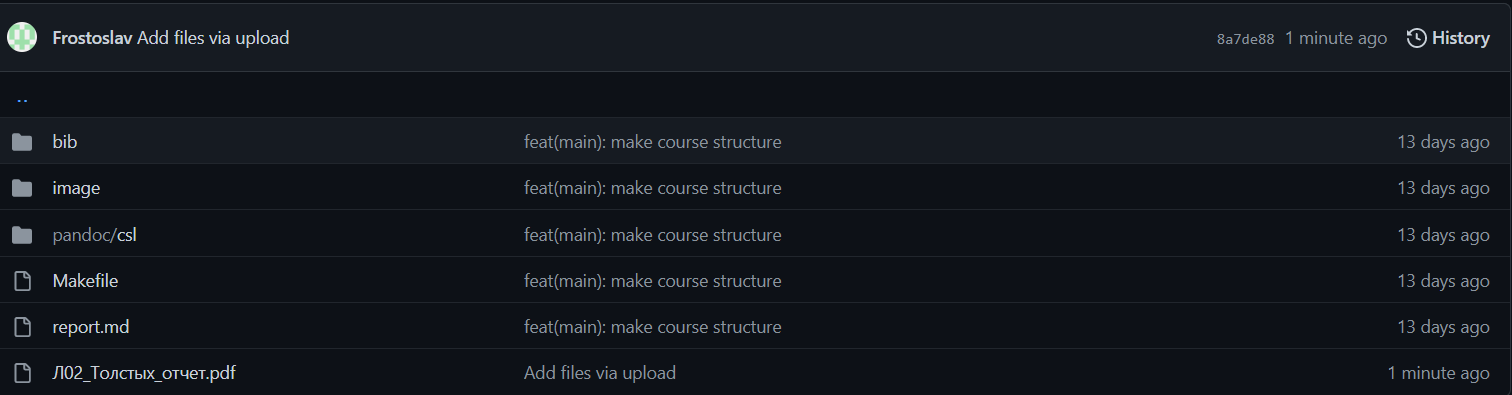 Frostoslav Add files via upload 8a7de88 1 minute ago History
..
bib feat(main): make course structure 13 days ago
image feat(main): make course structure 13 days ago
pandoc/csl feat(main): make course structure 13 days ago
Makefile feat(main): make course structure 13 days ago
report.md feat(main): make course structure 13 days ago
Л02_Толстых_отчет.pdf Add files via upload 1 minute ago